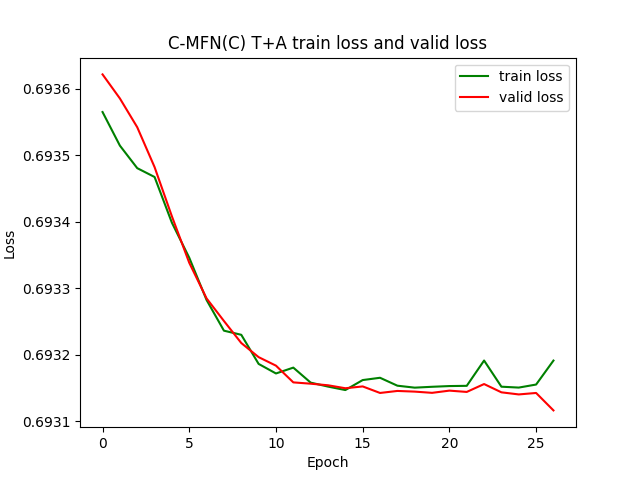 C-MFN(C) T+A train loss and valid loss
train loss
valid loss
0.6936
0.6935
0.6934
0.6933
0.6932
0.6931
Loss
0 5 10 15 20 25
Epoch